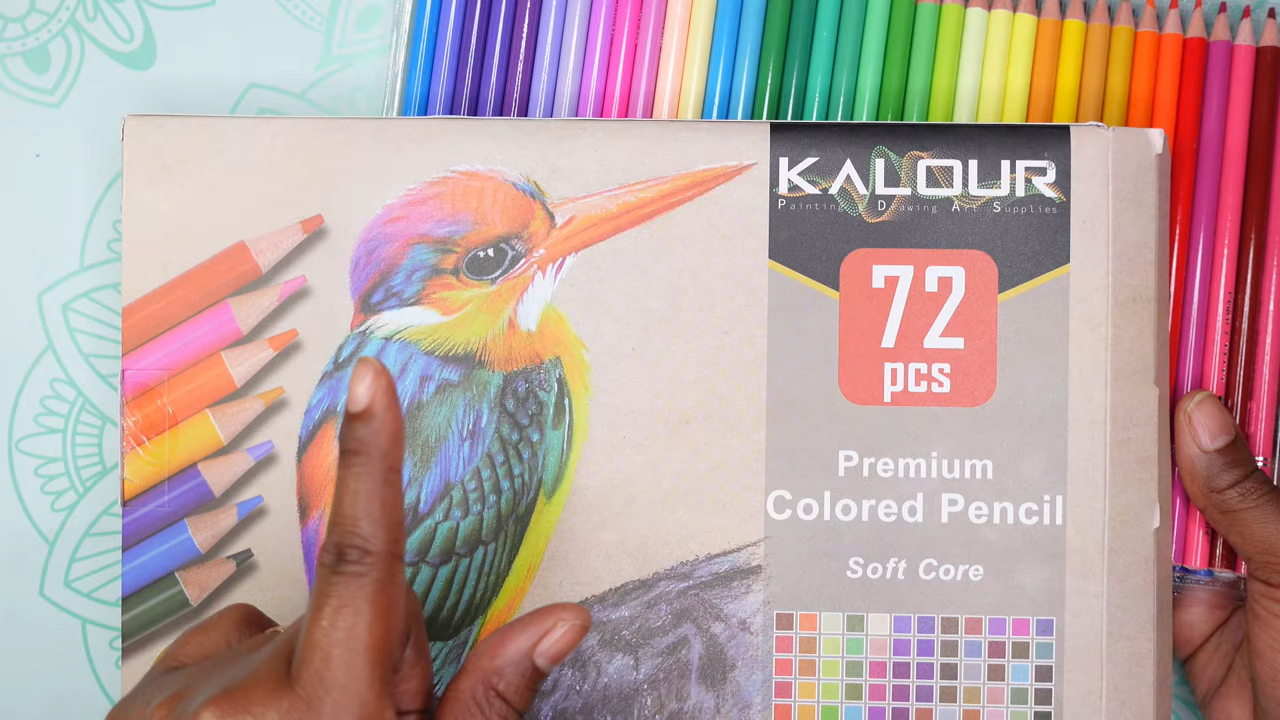 KALOUR®
Painting Drawing Art Supplies
72
pcs
Premium
Colored Pencil
Soft Core